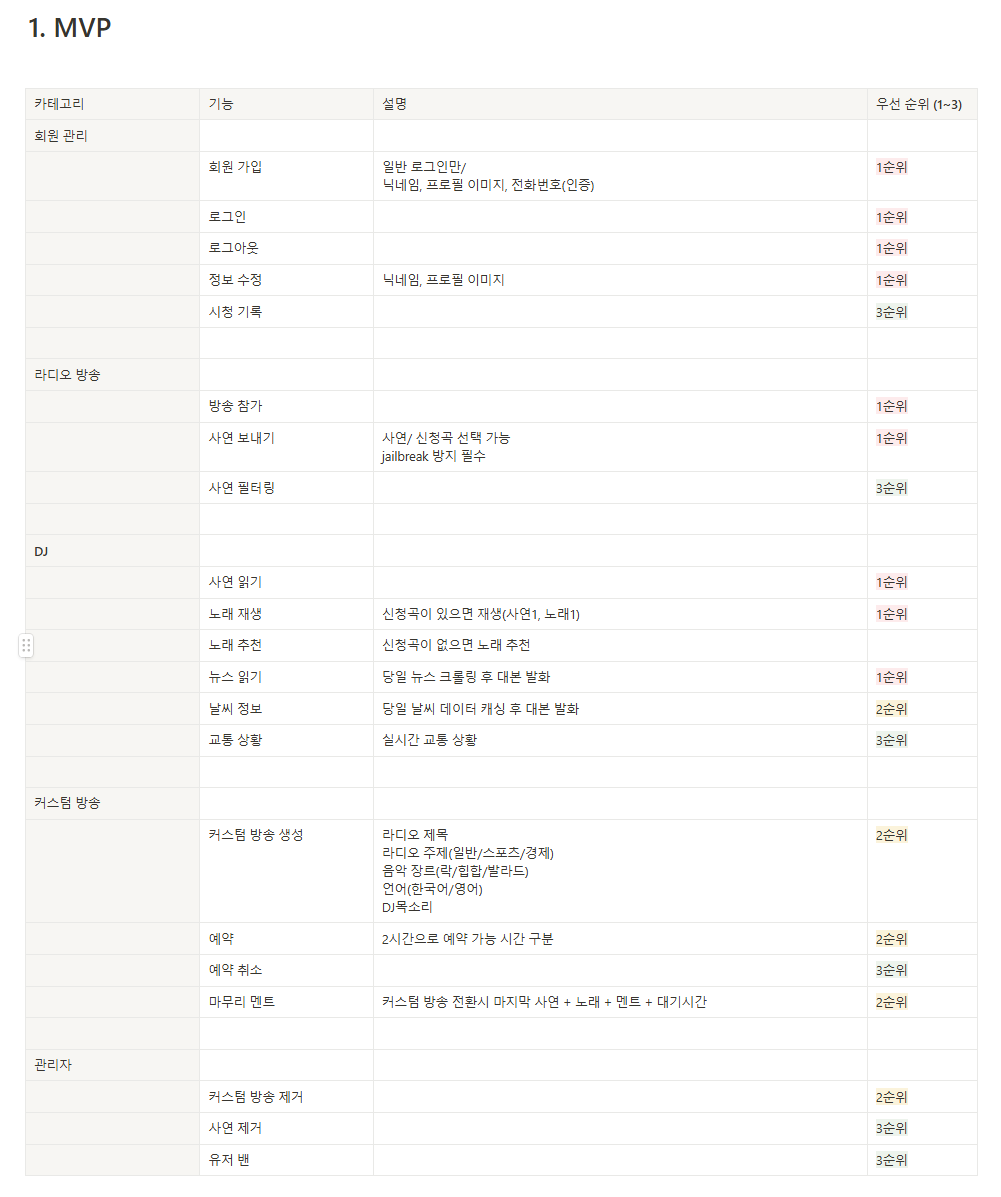 1. MVP
카테고리 기능 설명 우선 순위 (1~3)
회원 관리
회원 가입 일반 로그인만/ 1순위
닉네임, 프로필 이미지, 전화번호(인증)
로그인 1순위
로그아웃 1순위
정보 수정 닉네임, 프로필 이미지 1순위
시청 기록 3순위
라디오 방송
방송 참가 1순위
사연 보내기 사연/ 신청곡 선택 가능 1순위
jailbreak 방지 필수
사연 필터링 3순위
DJ
사연 읽기 1순위
노래 재생 신청곡이 있으면 재생(사연1, 노래1) 1순위
노래 추천 신청곡이 없으면 노래 추천
뉴스 읽기 당일 뉴스 크롤링 후 대본 발화 1순위
날씨 정보 당일 날씨 데이터 캐싱 후 대본 발화 2순위
교통 상황 실시간 교통 상황 3순위
커스텀 방송
커스텀 방송 생성 라디오 제목 2순위
라디오 주제(일반/스포츠/경제)
음악 장르(락/힙합/발라드)
언어(한국어/영어)
DJ목소리
예약 2시간으로 예약 가능 시간 구분 2순위
예약 취소 3순위
마무리 멘트 커스텀 방송 전환시 마지막 사연 + 노래 + 멘트 + 대기시간 2순위
관리자
커스텀 방송 제거 2순위
사연 제거 3순위
유저 밴 3순위